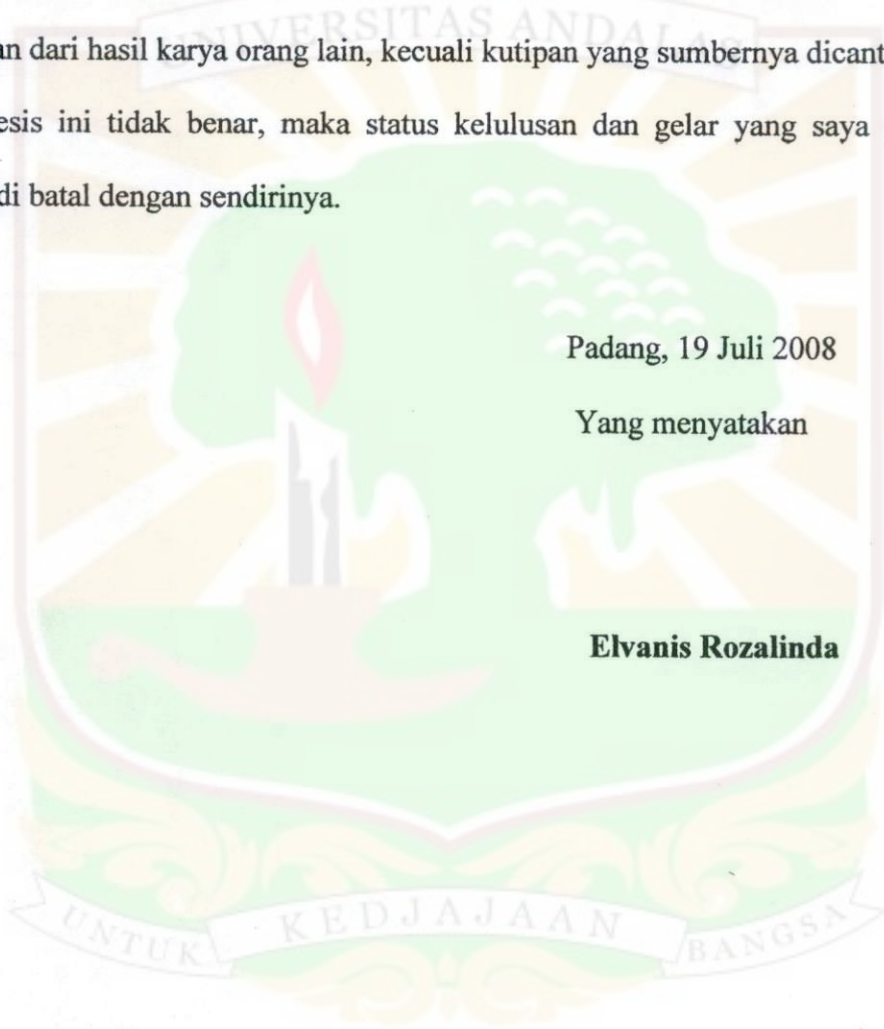 UNIVERSITAS ANDALAS
an dari hasil karya orang lain, kecuali kutipan yang sumbernya dicant
esis ini tidak benar, maka status kelulusan dan gelar yang saya
di batal dengan sendirinya.
Padang, 19 Juli 2008
Yang menyatakan
Elvanis Rozalinda
UNTUK KEDJAJAAN BANGSA